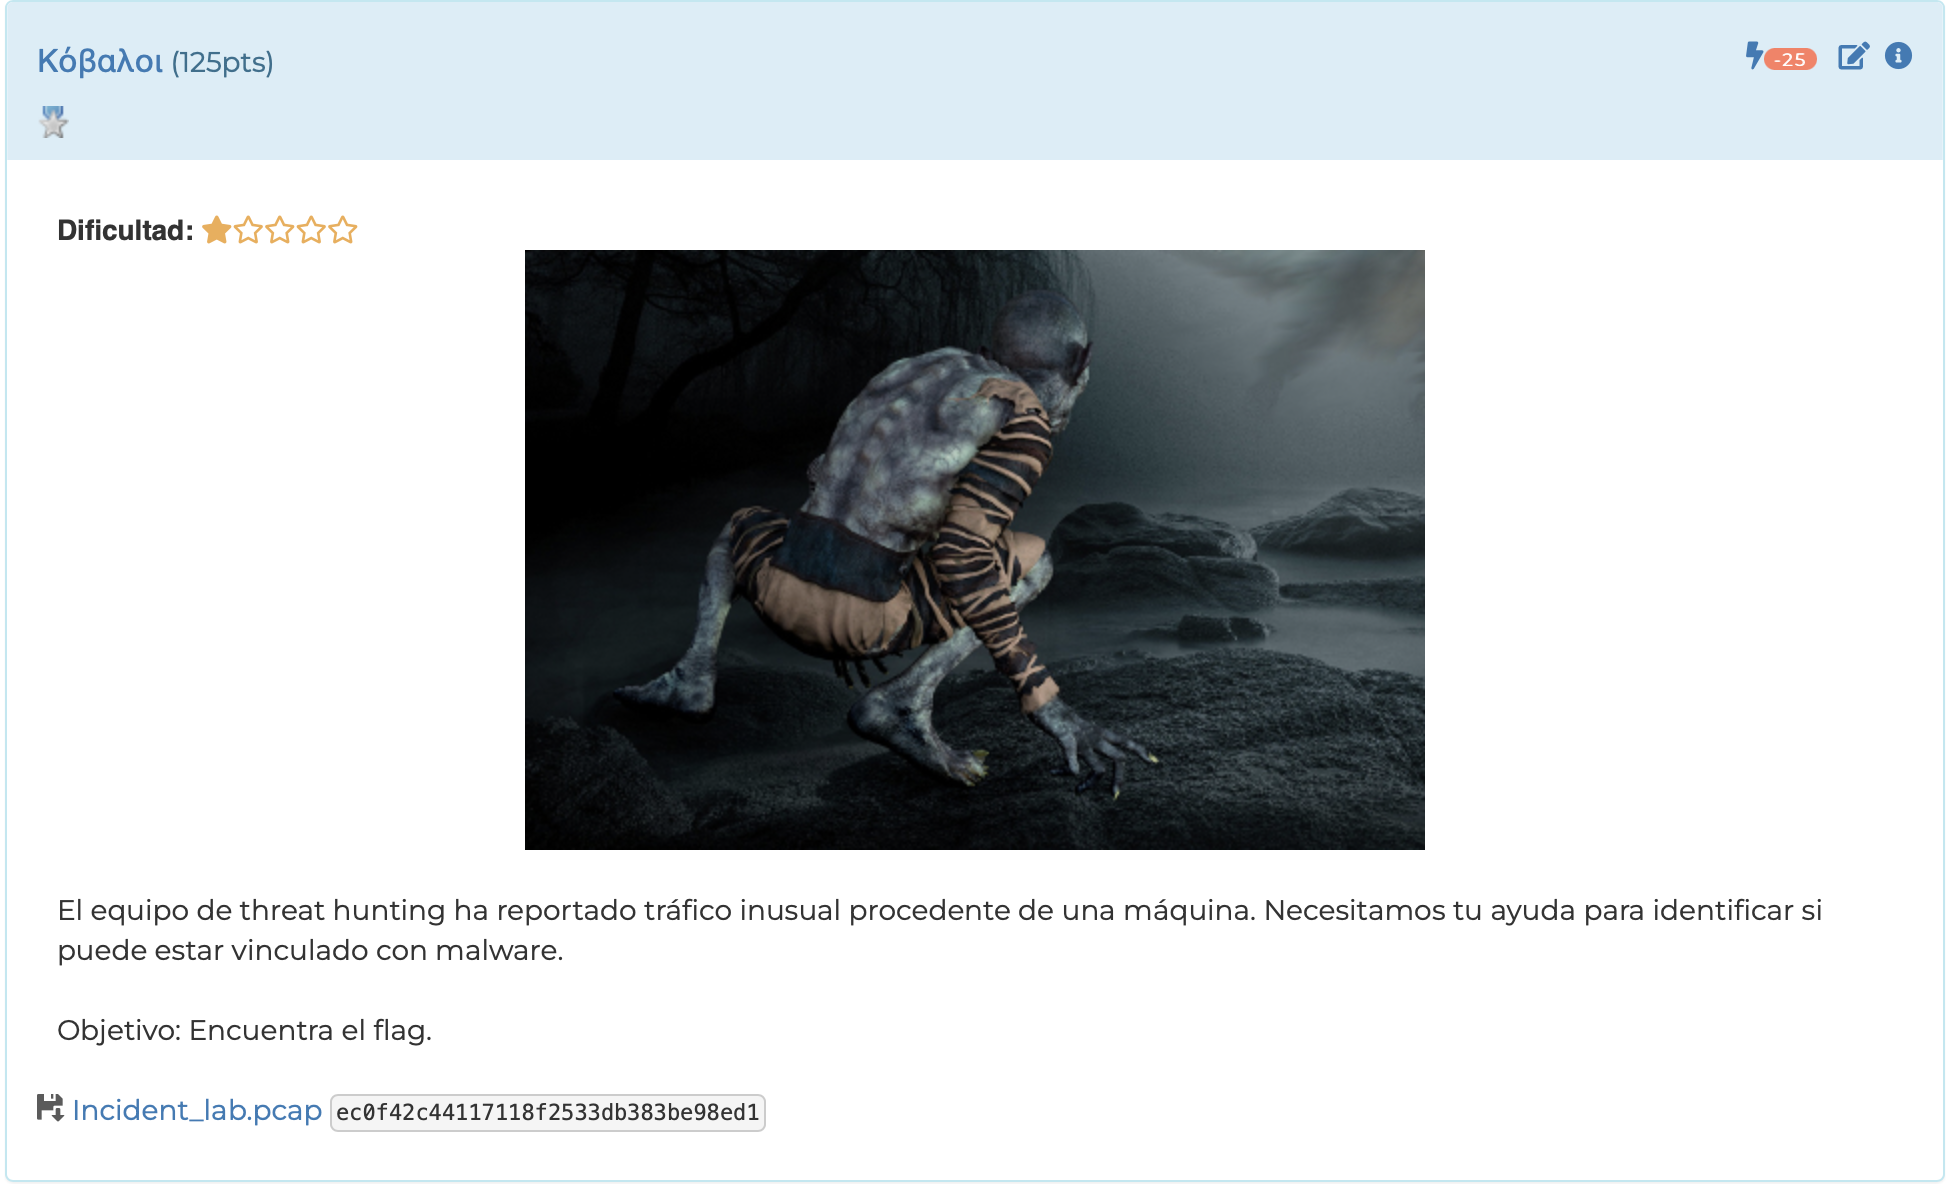 Κόβαλοι (125pts)
-25
Dificultad:
El equipo de threat hunting ha reportado tráfico inusual procedente de una máquina. Necesitamos tu ayuda para identificar si
puede estar vinculado con malware.
Objetivo: Encuentra el flag.
Incident_lab.pcap ec0f42c44117118f2533db383be98ed1